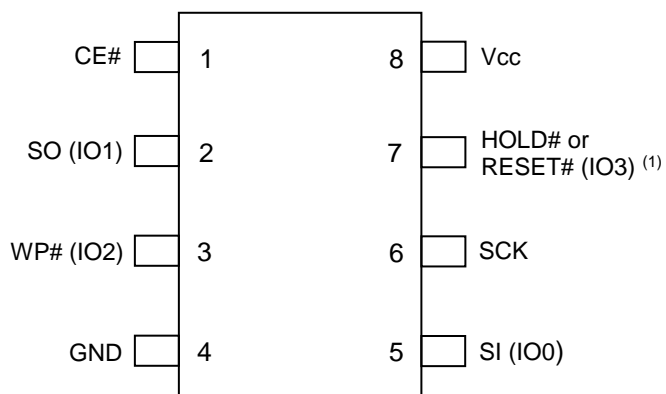 CE# 1 8 Vcc
SO (IO1) 2 7 HOLD# or
RESET# (IO3) (1)
WP# (IO2) 3 6 SCK
GND 4 5 SI (IO0)